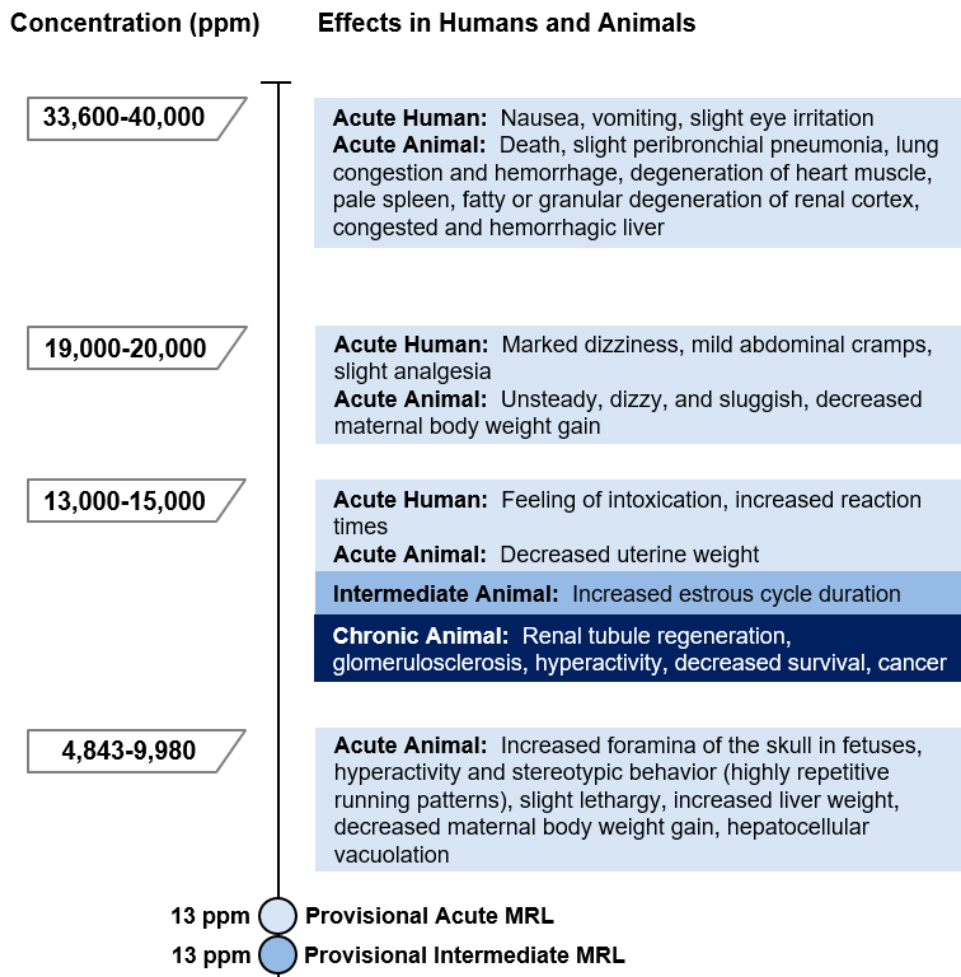 Concentration (ppm) Effects in Humans and Animals
33,600-40,000
Acute Human: Nausea, vomiting, slight eye irritation
Acute Animal: Death, slight peribronchial pneumonia, lung
congestion and hemorrhage, degeneration of heart muscle,
pale spleen, fatty or granular degeneration of renal cortex,
congested and hemorrhagic liver
19,000-20,000
Acute Human: Marked dizziness, mild abdominal cramps,
slight analgesia
Acute Animal: Unsteady, dizzy, and sluggish, decreased
maternal body weight gain
13,000-15,000
Acute Human: Feeling of intoxication, increased reaction
times
Acute Animal: Decreased uterine weight
Intermediate Animal: Increased estrous cycle duration
Chronic Animal: Renal tubule regeneration,
glomerulosclerosis, hyperactivity, decreased survival, cancer
4,843-9,980
Acute Animal: Increased foramina of the skull in fetuses,
hyperactivity and stereotypic behavior (highly repetitive
running patterns), slight lethargy, increased liver weight,
decreased maternal body weight gain, hepatocellular
vacuolation
13 ppm Provisional Acute MRL
13 ppm Provisional Intermediate MRL